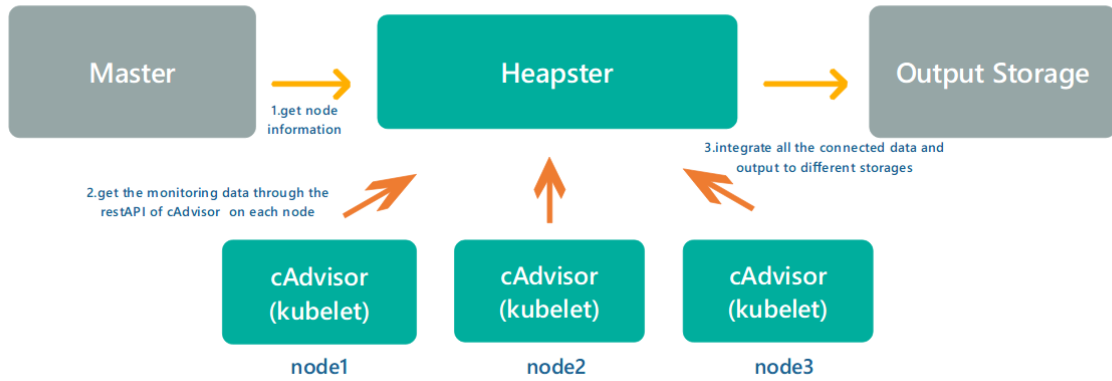 Master
Heapster
Output Storage
1.get node
information
3.integrate all the connected data and
output to different storages
2.get the monitoring data through the
restAPI of cAdvisor on each node
cAdvisor
(kubelet)
cAdvisor
(kubelet)
cAdvisor
(kubelet)
node1
node2
node3